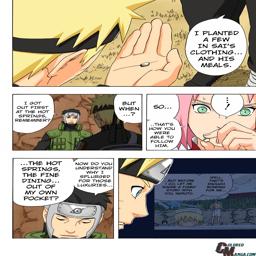 I PLANTED
A FEW
IN SAI'S
CLOTHING...
AND HIS
MEALS.
I GOT
OUT FIRST
AT THE HOT
SPRINGS,
REMEMBER?
BUT
WHEN...?
SO...
...THAT'S
HOW YOU
WERE ABLE
TO FOLLOW
HIM.
...?
...THE HOT
SPRINGS,
THE FINE
DINING...
OUT OF
MY OWN
POCKET?
NOW DO YOU
UNDERSTAND
WHY I
SPLURGED FOR
THOSE
LUXURIES...
COLORED
MANGA.COM